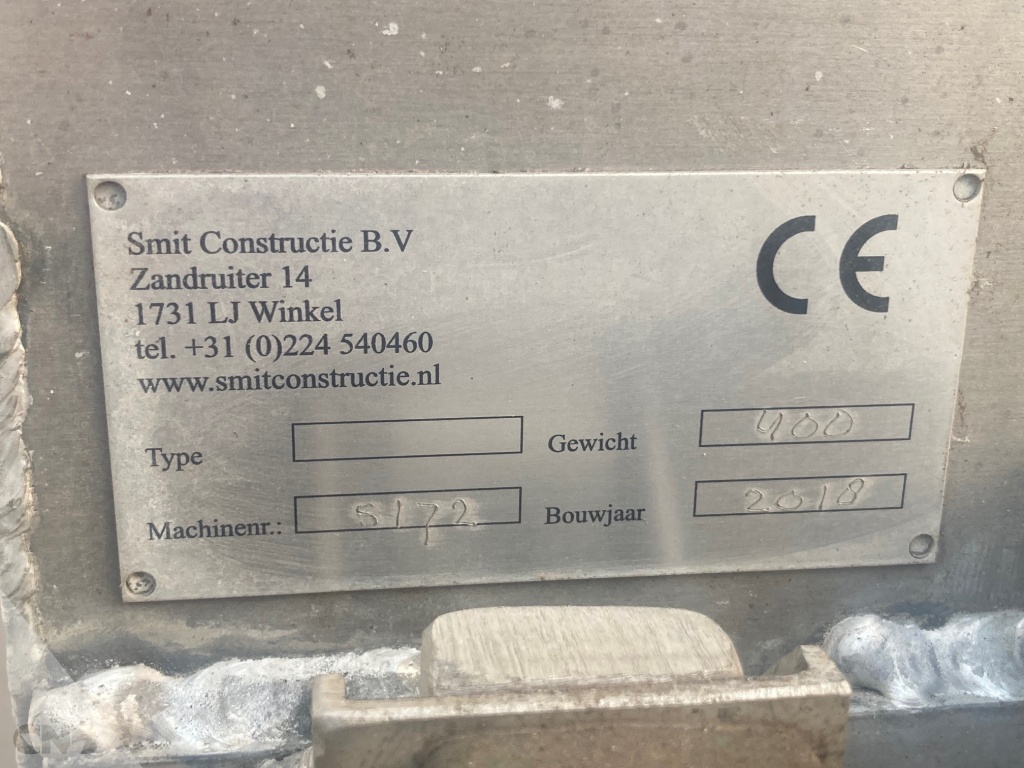 Smit Constructie B.V
Zandruiter 14
1731 LJ Winkel
tel. +31 (0)224 540460
www.smitconstructie.nl
CE
Type
Gewicht 400
Machinenr.: S172
Bouwjaar 2018